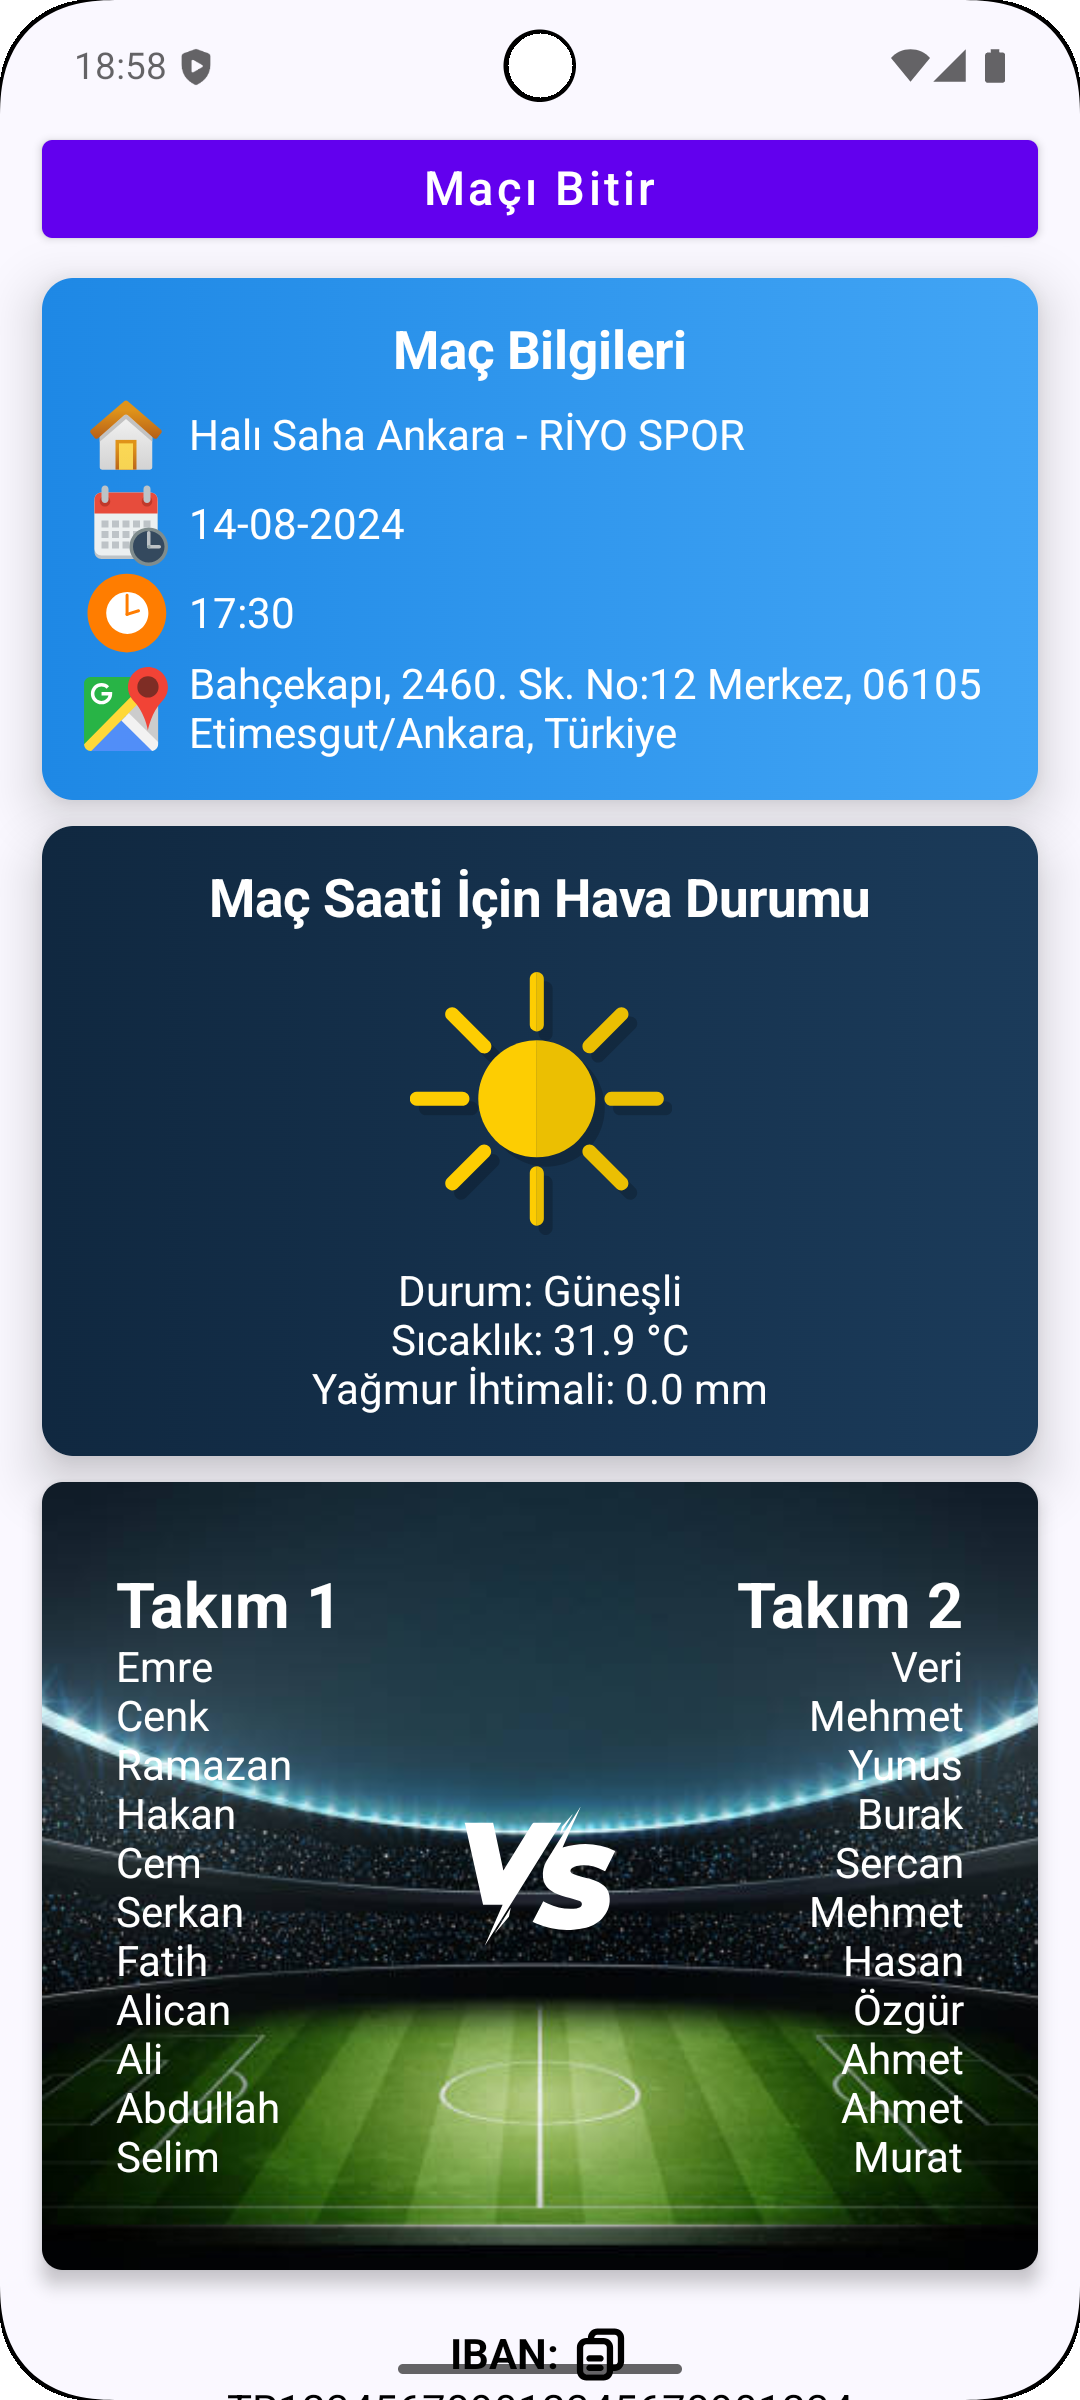 18:58
Maçı Bitir
Maç Bilgileri
Halı Saha Ankara - RİYO SPOR
14-08-2024
17:30
G
Bahçekapı, 2460. Sk. No:12 Merkez, 06105
Etimesgut/Ankara, Türkiye
Maç Saati İçin Hava Durumu
Durum: Güneşli
Sıcaklık: 31.9 °C
Yağmur İhtimali: 0.0 mm
Takım 1
Takım 2
Emre
Veri
Cenk
Mehmet
Ramazan
Yunus
Hakan
Burak
VS
Cem
Sercan
Serkan
Mehmet
Fatih
Hasan
Alican
Özgür
Ali
Ahmet
Abdullah
Ahmet
Selim
Murat
IBAN: